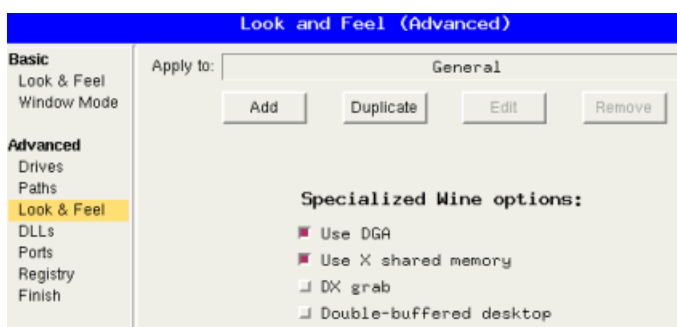 Look and Feel (Advanced)
Basic
Look & Feel
Window Mode
Advanced
Drives
Paths
Look & Feel
DLLs
Ports
Registry
Finish
Apply to: General
Add Duplicate Edit Remove
Specialized Wine options:
Use DGA
Use X shared memory
DX grab
Double-buffered desktop